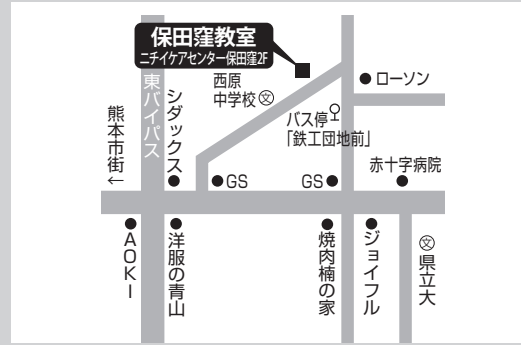 保田窪教室
ニチイケアセンター保田窪2F
東バイパス
シダックス
熊本市街←
西原
中学校㊫
バス停
「鉄工団地前」
ローソン
赤十字病院
GS
GS
AOKI
洋服の青山
焼肉楠の家
ジョイフル
㊫県立大